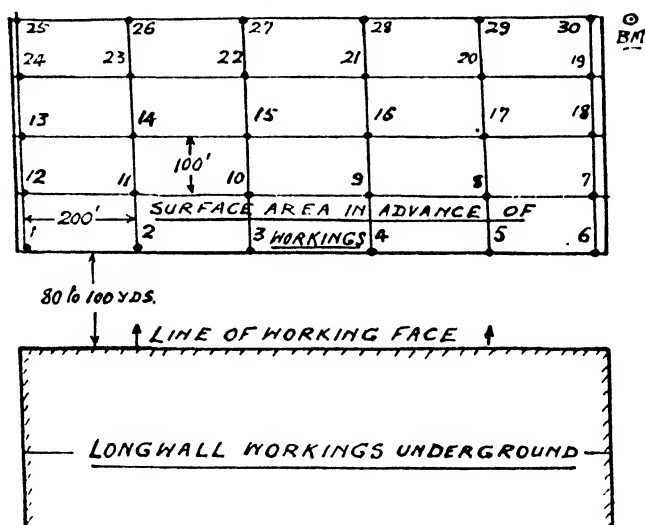 25 26 27 28 29 30
BM
24 23 22 21 20 19
13 14 15 16 17 18
100'
12 11 10 9 8 7
200' SURFACE AREA IN ADVANCE OF
WORKINGS
1 2 3 4 5 6
80 to 100 YDS.
LINE OF WORKING FACE
LONGWALL WORKINGS UNDERGROUND